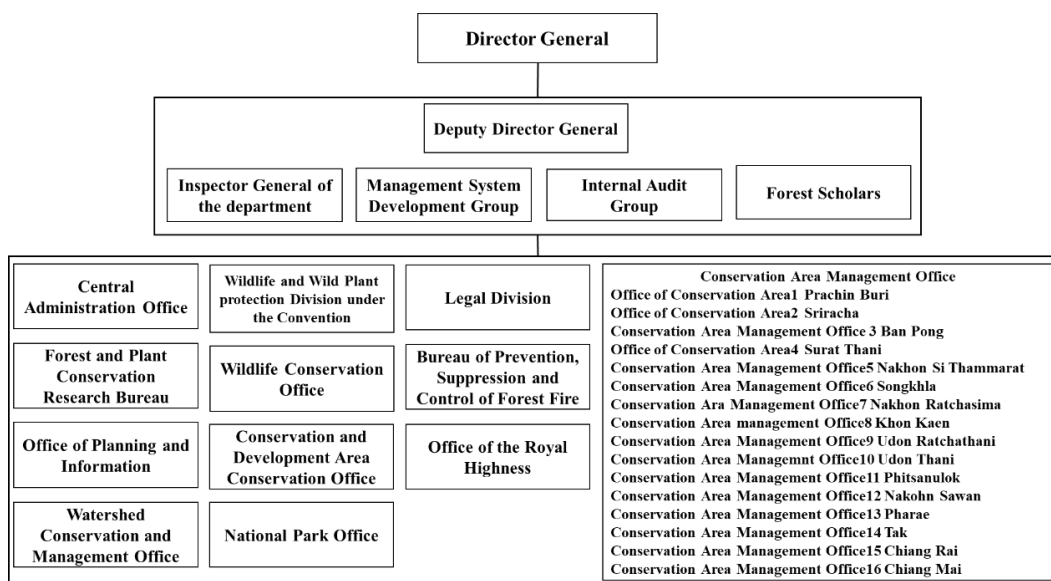 Director General
Deputy Director General
Inspector General of
the department
Management System
Development Group
Internal Audit
Group
Forest Scholars
Central
Administration Office
Wildlife and Wild Plant
protection Division under
the Convention
Legal Division
Forest and Plant
Conservation
Research Bureau
Wildlife Conservation
Office
Bureau of Prevention,
Suppression and
Control of Forest Fire
Office of Planning and
Information
Conservation and
Development Area
Conservation Office
Office of the Royal
Highness
Watershed
Conservation and
Management Office
National Park Office
Conservation Area Management Office
Office of Conservation Area1 Prachin Buri
Office of Conservation Area2 Sriracha
Conservation Area Management Office 3 Ban Pong
Office of Conservation Area4 Surat Thani
Conservation Area Management Office5 Nakhon Si Thammarat
Conservation Area Management Office6 Songkhla
Conservation Ara Management Office7 Nakhon Ratchasima
Conservation Area management Office8 Khon Kaen
Conservation Area Management Office9 Udon Ratchathani
Conservation Area Managemnt Office10 Udon Thani
Conservation Area Management Office11 Phitsanulok
Conservation Area Management Office12 Nakohn Sawan
Conservation Area Management Office13 Pharae
Conservation Area Management Office14 Tak
Conservation Area Management Office15 Chiang Rai
Conservation Area Management Office16 Chiang Mai